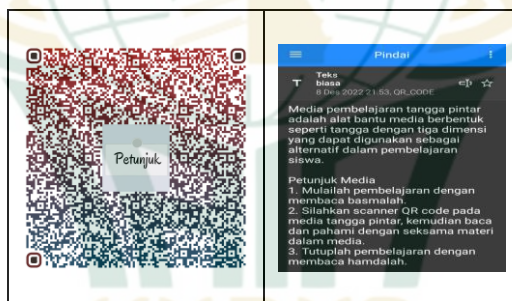 Petunjuk
Pindai
Teks
biasa
8 Des 2022 21.53, QR_CODE
Media pembelajaran tangga pintar
adalah alat bantu media berbentuk
seperti tangga dengan tiga dimensi
yang dapat digunakan sebagai
alternatif dalam pembelajaran
siswa.
Petunjuk Media
1. Mulailah pembelajaran dengan
membaca basmalah.
2. Silahkan scanner QR code pada
media tangga pintar, kemudian baca
dan pahami dengan seksama materi
dalam media.
3. Tutuplah pembelajaran dengan
membaca hamdalah.